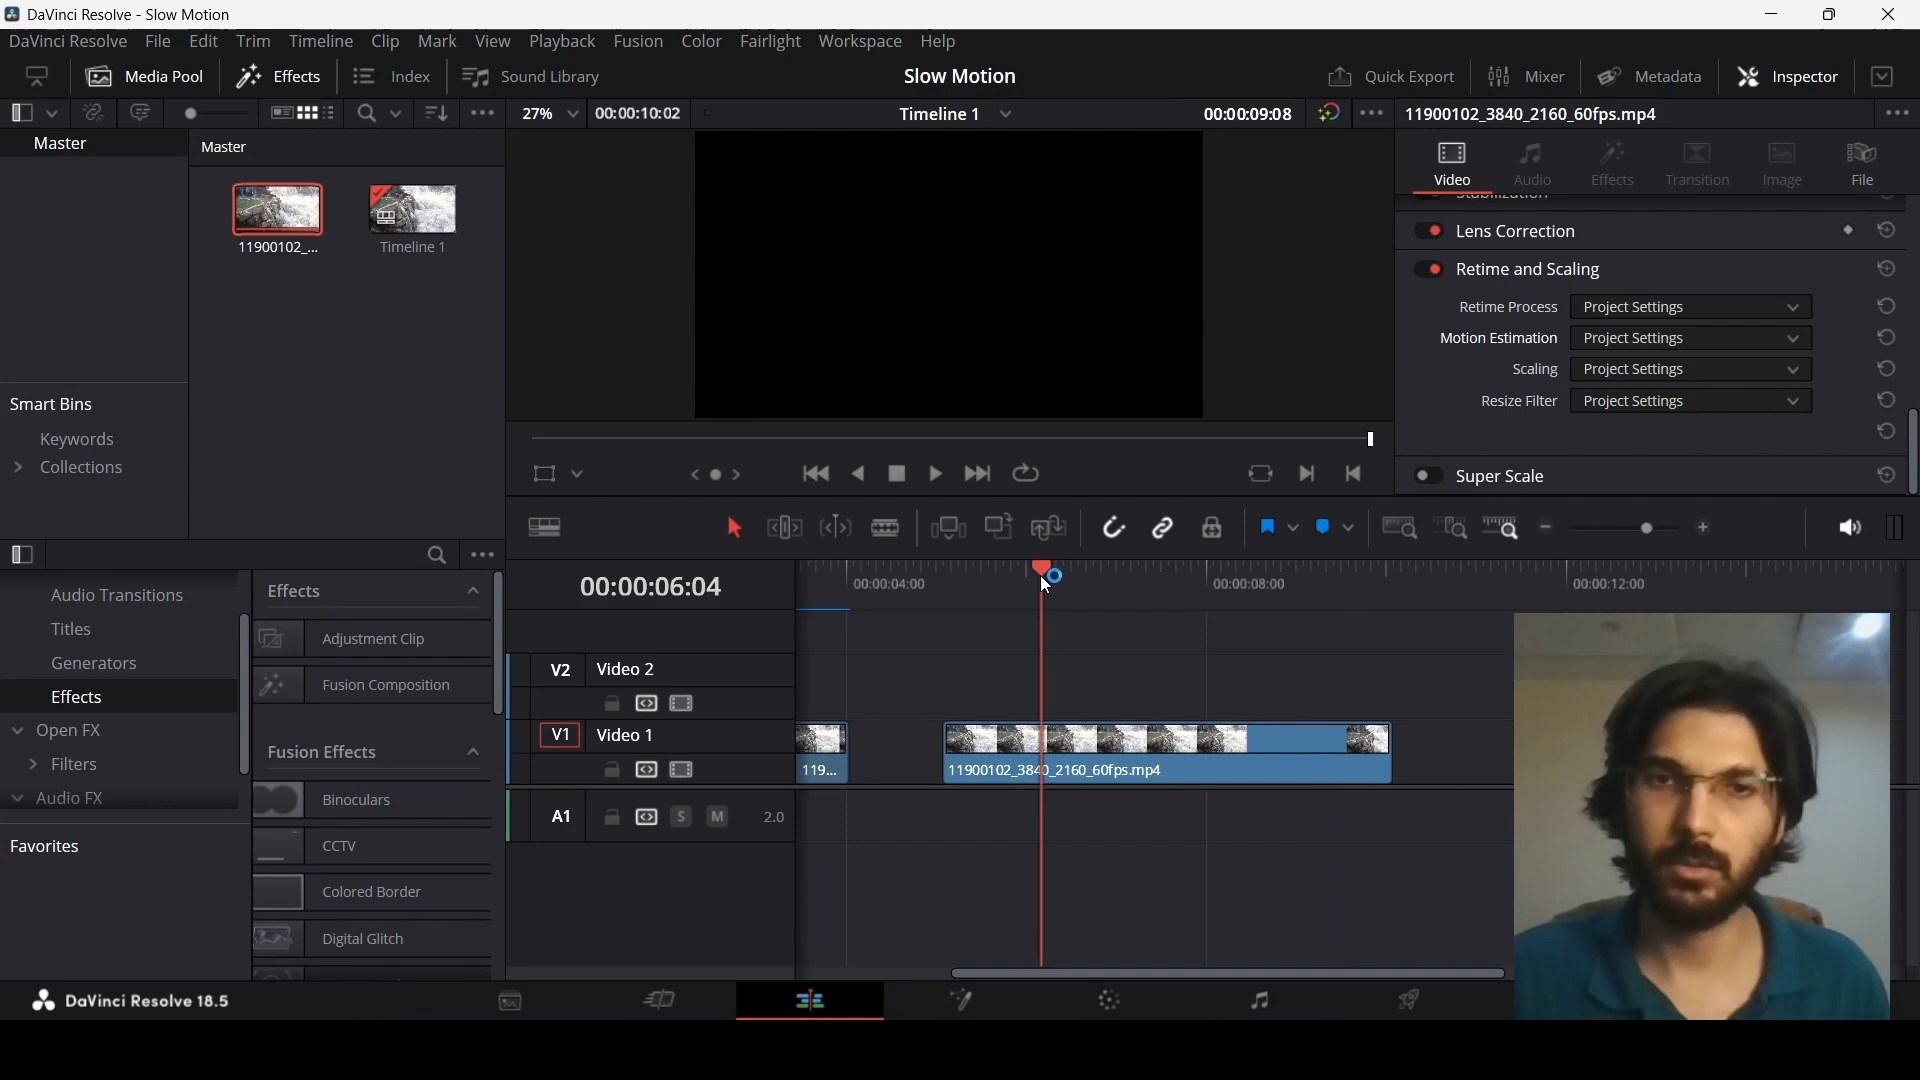 DaVinci Resolve - Slow Motion
DaVinci Resolve File Edit Trim Timeline Clip Mark View Playback Fusion Color Fairlight Workspace Help
Media Pool Effects Index Sound Library Slow Motion Quick Export Mixer Metadata Inspector
27% 00:00:10:02 Timeline 1 00:00:09:08 11900102_3840_2160_60fps.mp4
Master
Master
11900102_...
Timeline 1
Smart Bins
Keywords
Collections
Video Audio Effects Transition Image File
Stabilization
Lens Correction
Retime and Scaling
Retime Process Project Settings
Motion Estimation Project Settings
Scaling Project Settings
Resize Filter Project Settings
Super Scale
Audio Transitions
Titles
Generators
Effects
Open FX
Filters
Audio FX
Favorites
Effects
Adjustment Clip
Fusion Composition
Fusion Effects
Binoculars
CCTV
Colored Border
Digital Glitch
00:00:06:04
00:00:04:00 00:00:08:00 00:00:12:00
V2 Video 2
V1 Video 1
119... 11900102_3840_2160_60fps.mp4
A1 S M 2.0
DaVinci Resolve 18.5